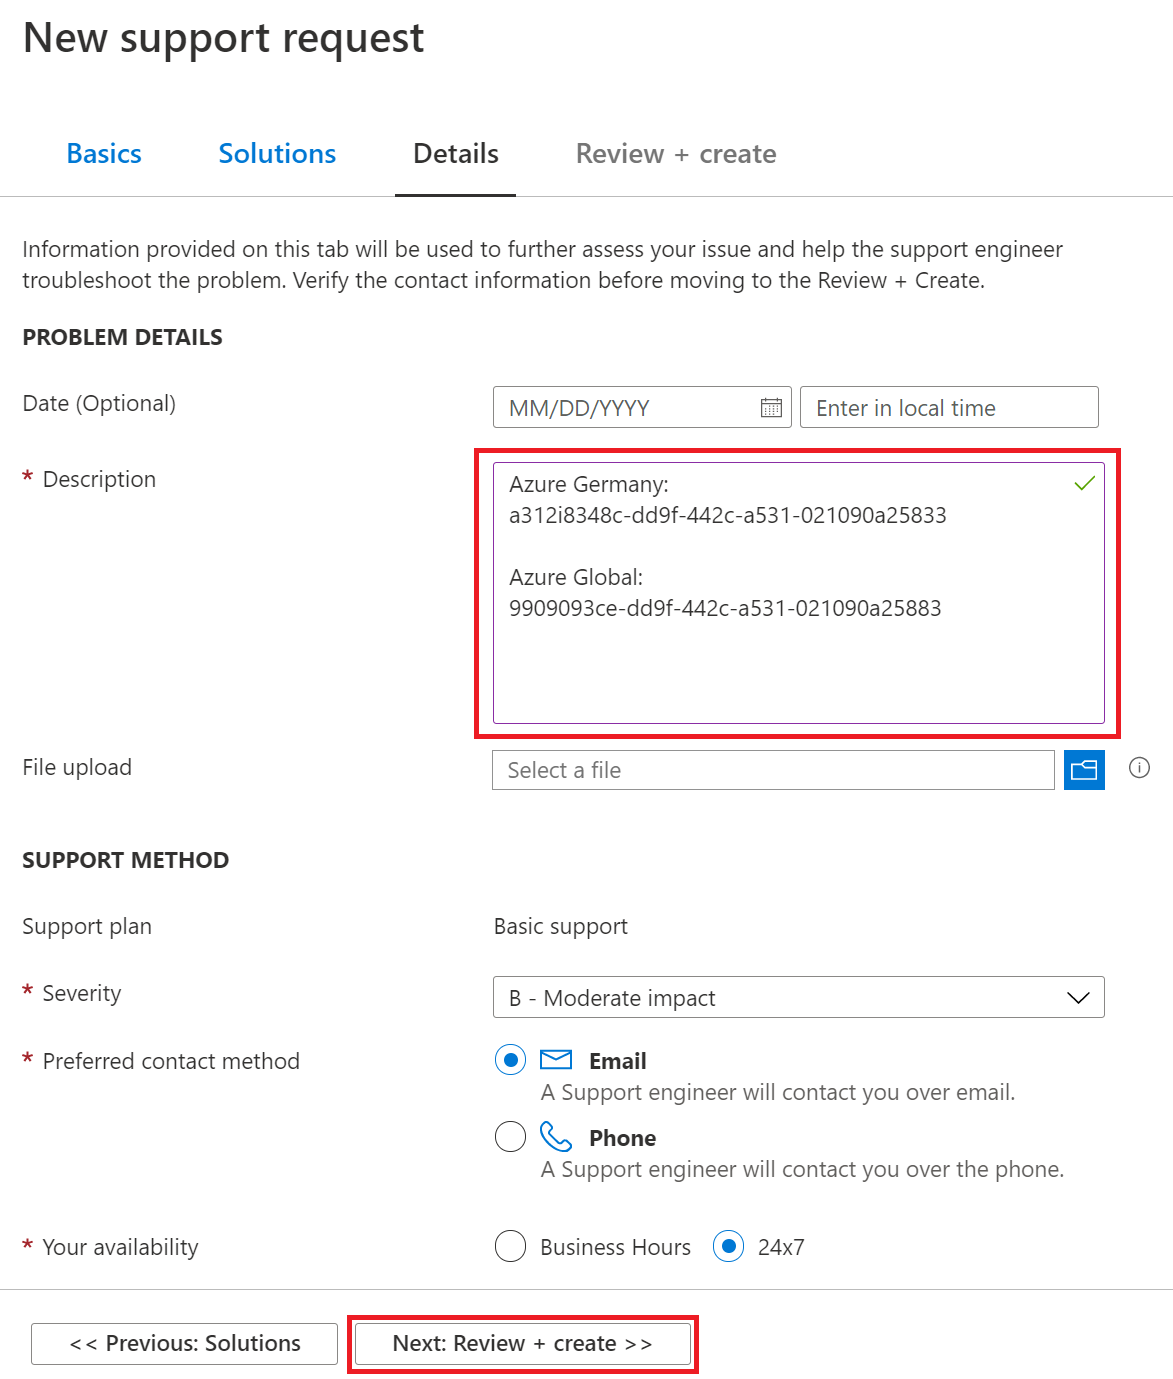 New support request
Basics Solutions Details Review + create
Information provided on this tab will be used to further assess your issue and help the support engineer
troubleshoot the problem. Verify the contact information before moving to the Review + Create.
PROBLEM DETAILS
Date (Optional) MM/DD/YYYY Enter in local time
* Description
Azure Germany:
a312i8348c-dd9f-442c-a531-021090a25833
Azure Global:
9909093ce-dd9f-442c-a531-021090a25883
File upload Select a file
SUPPORT METHOD
Support plan Basic support
* Severity B - Moderate impact
* Preferred contact method Email
A Support engineer will contact you over email.
Phone
A Support engineer will contact you over the phone.
* Your availability Business Hours 24x7
<< Previous: Solutions Next: Review + create >>